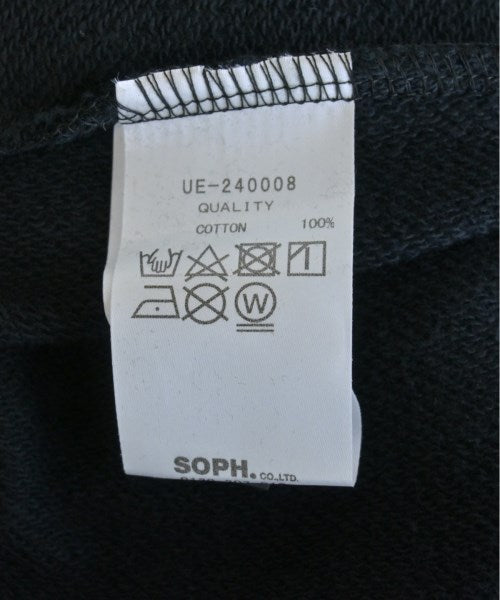 UE-240008
QUALITY
COTTON 100%
W
SOPH. CO.,LTD.